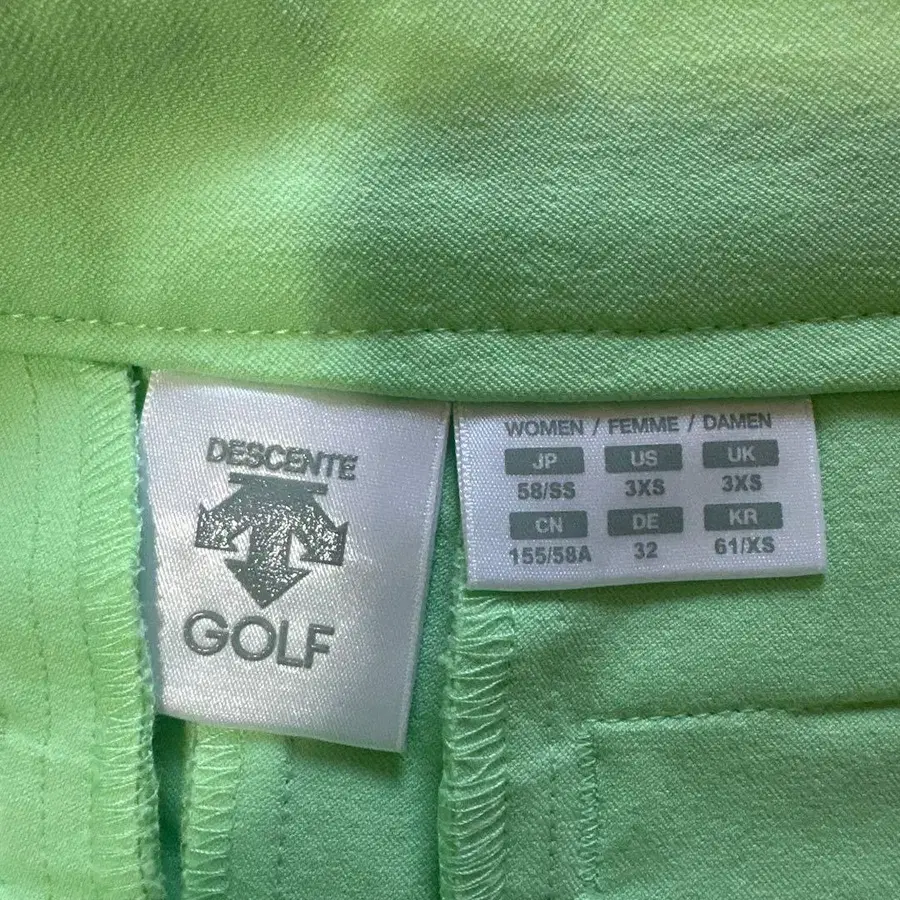 DESCENTE
GOLF
WOMEN / FEMME / DAMEN
JP US UK
58/SS 3XS 3XS
CN DE KR
155/58A 32 61/XS